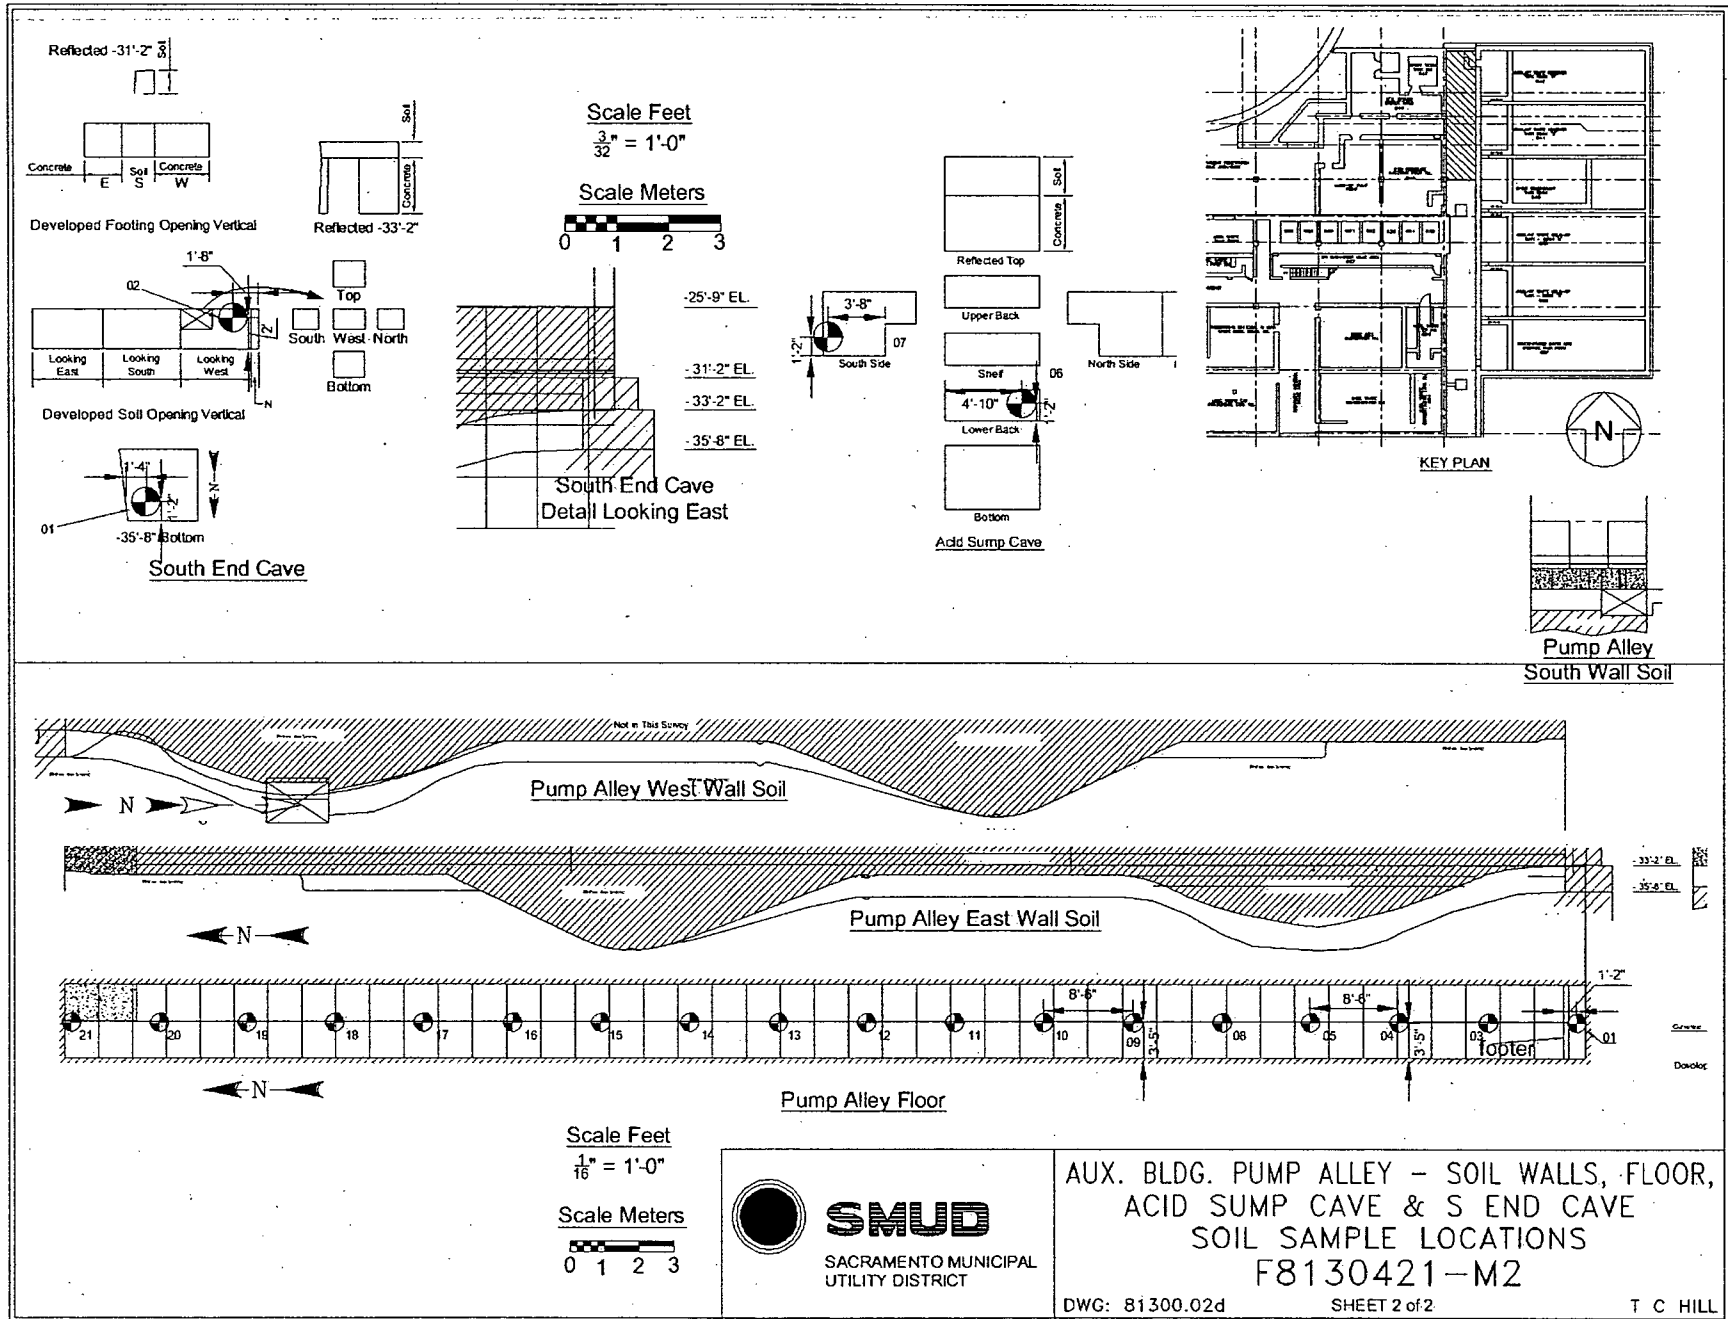 Reflected -31'-2"
Soil
Concrete
Soil
Concrete
E
S
W
Developed Footing Opening Vertical
Soil
Concrete
Reflected -33'-2"
Scale Feet
3/32" = 1'-0"
Scale Meters
0 1 2 3
1'-8"
02
2'
Top
South West North
Bottom
Looking East
Looking South
Looking West
N
Developed Soil Opening Vertical
1'-4"
1'-2"
N
01
-35'-8" Bottom
South End Cave
-25'-9" EL.
- 31'-2" EL.
- 33'-2" EL.
- 35'-8" EL.
South End Cave
Detail Looking East
Soil
Concrete
Reflected Top
Upper Back
Shelf
06
4'-10"
1'-2"
Lower Back
Bottom
Acid Sump Cave
3'-8"
1'-2"
07
South Side
North Side
KEY PLAN
N
Pump Alley
South Wall Soil
Not in This Survey
Pump Alley West Wall Soil
N
- 33'-2" EL.
- 35'-8" EL.
Pump Alley East Wall Soil
N
1'-2"
8'-6"
8'-6"
21 20 19 18 17 16 15 14 13 12 11 10 09 08 05 04 03 01
3'-5"
3'-5"
footer
N
Pump Alley Floor
Scale Feet
1/16" = 1'-0"
Scale Meters
0 1 2 3
SMUD
SACRAMENTO MUNICIPAL
UTILITY DISTRICT
AUX. BLDG. PUMP ALLEY - SOIL WALLS, FLOOR,
ACID SUMP CAVE & S END CAVE
SOIL SAMPLE LOCATIONS
F8130421-M2
DWG: 81300.02d
SHEET 2 of 2
T C HILL